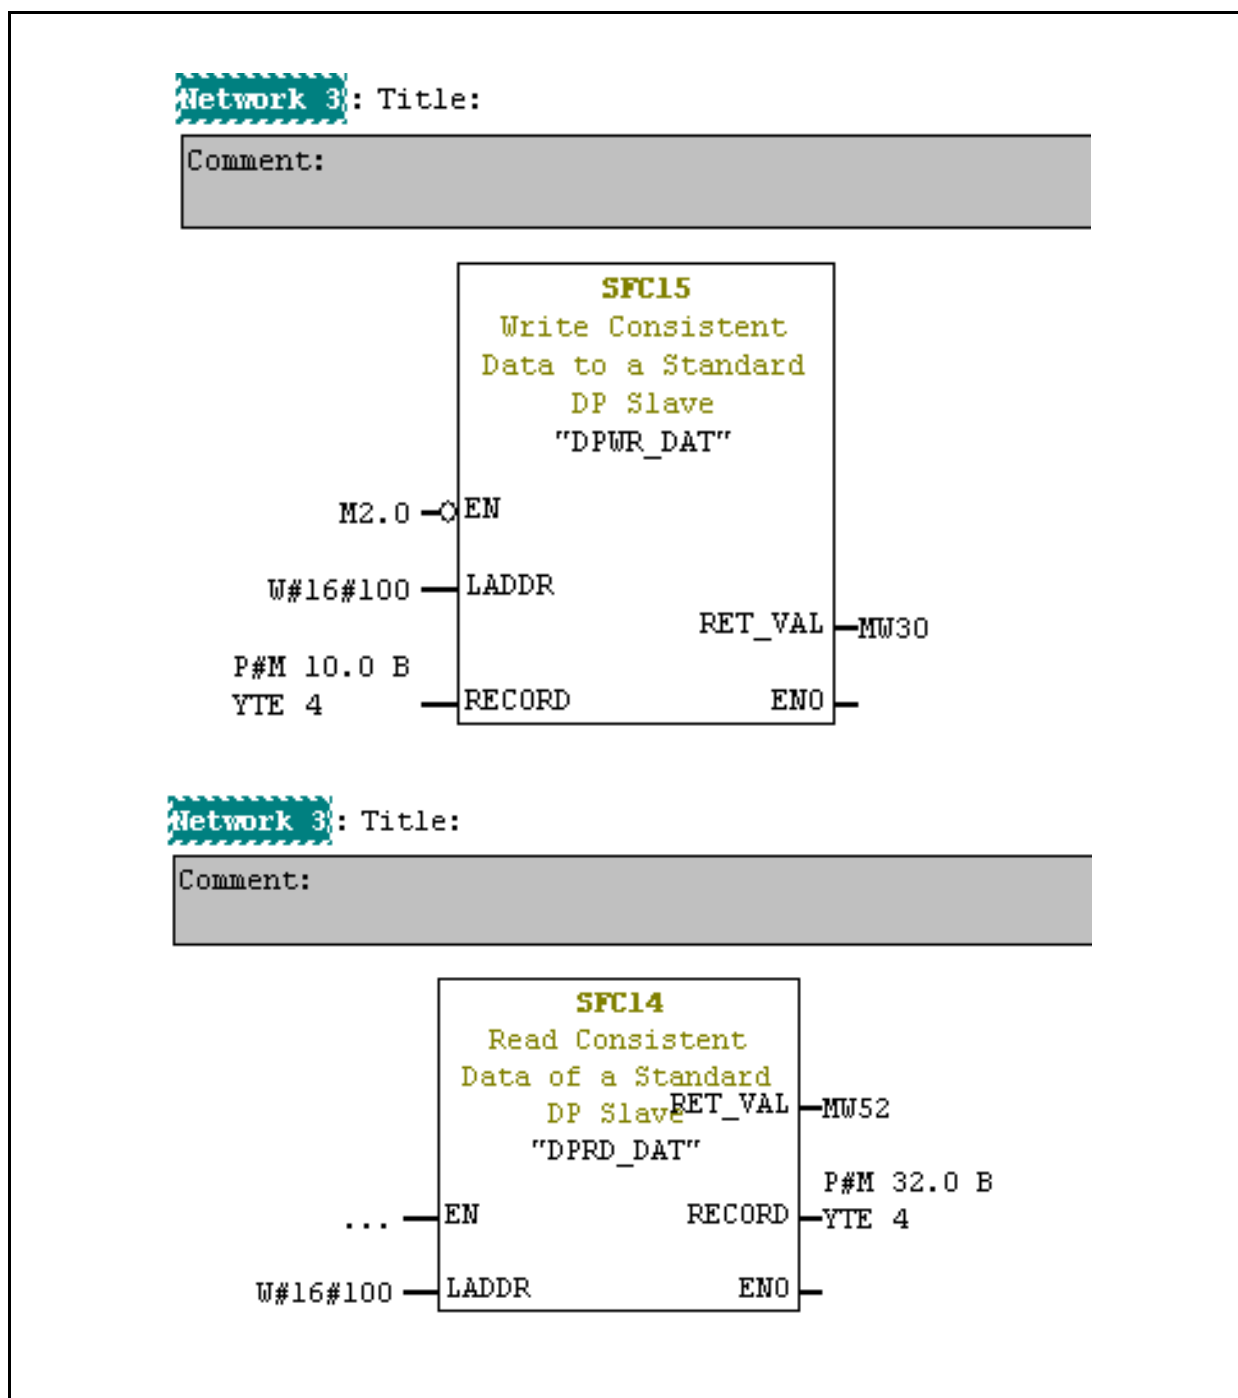 Network 3: Title:
Comment:
SFC15
Write Consistent
Data to a Standard
DP Slave
"DPWR_DAT"
M2.0 EN
W#16#100 LADDR
RET_VAL MW30
P#M 10.0 B
YTE 4 RECORD ENO
Network 3: Title:
Comment:
SFC14
Read Consistent
Data of a Standard
DP Slave RET_VAL MW52
"DPRD_DAT"
P#M 32.0 B
... EN RECORD YTE 4
W#16#100 LADDR ENO